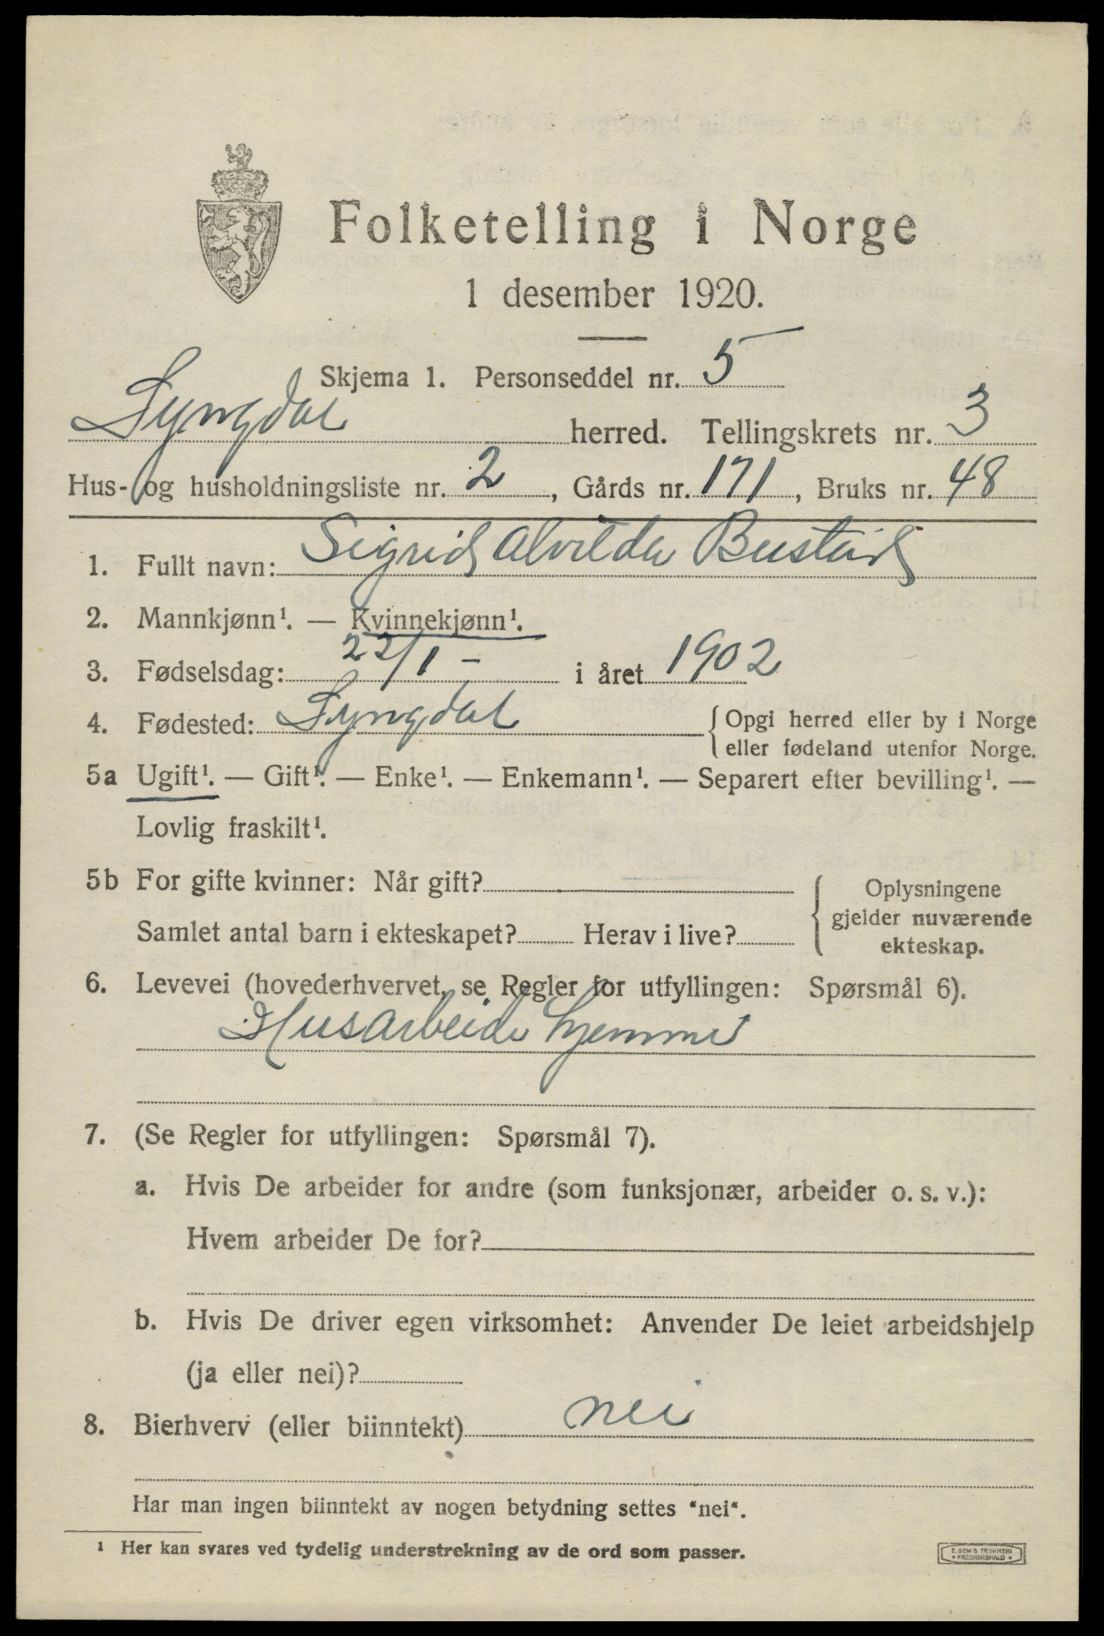 Folketelling i Norge
1 desember 1920.
Skjema 1. Personseddel nr. 5
Lyngdal herred. Tellingskrets nr. 3
Hus- og husholdningsliste nr. 2, Gårds nr. 171, Bruks nr. 48
1. Fullt navn: Sigrid Alvilde Bustad
2. Mannkjønn¹. — Kvinnekjønn¹.
3. Fødselsdag: 22/1 - i året 1902
4. Fødested: Lyngdal {Opgi herred eller by i Norge
eller fødeland utenfor Norge.
5a Ugift¹. — Gift¹. — Enke¹. — Enkemann¹. — Separert efter bevilling¹. —
Lovlig fraskilt¹.
5b For gifte kvinner: Når gift?
Samlet antal barn i ekteskapet? Herav i live?
{Oplysningene
gjelder nuværende
ekteskap.
6. Levevei (hovederhvervet, se Regler for utfyllingen: Spørsmål 6).
Husarbeide hjemme
7. (Se Regler for utfyllingen: Spørsmål 7).
a. Hvis De arbeider for andre (som funksjonær, arbeider o. s. v.):
Hvem arbeider De for?
b. Hvis De driver egen virksomhet: Anvender De leiet arbeidshjelp
(ja eller nei)?
8. Bierhverv (eller biinntekt) nei
Har man ingen biinntekt av nogen betydning settes "nei".
¹ Her kan svares ved tydelig understrekning av de ord som passer.
E. SEM'S TRYKKERI
FREDRIKSHALD